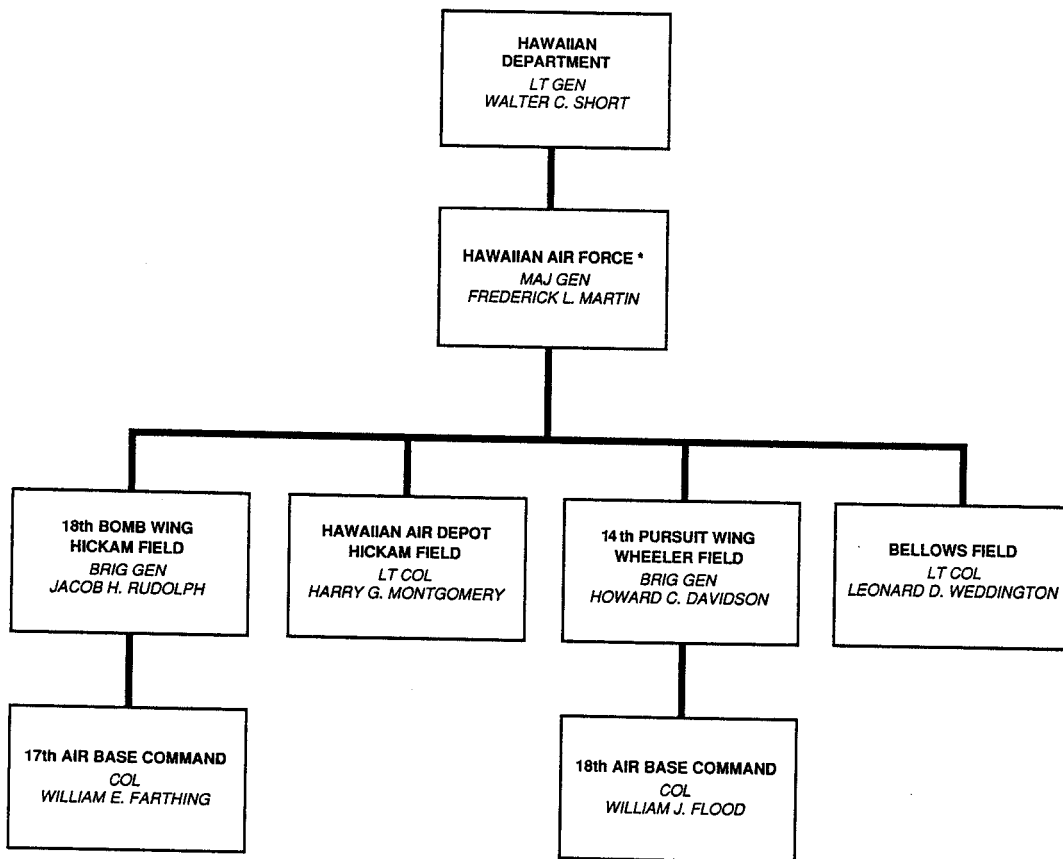 HAWAIIAN
DEPARTMENT
LT GEN
WALTER C. SHORT
HAWAIIAN AIR FORCE *
MAJ GEN
FREDERICK L. MARTIN
18th BOMB WING
HICKAM FIELD
BRIG GEN
JACOB H. RUDOLPH
HAWAIIAN AIR DEPOT
HICKAM FIELD
LT COL
HARRY G. MONTGOMERY
14th PURSUIT WING
WHEELER FIELD
BRIG GEN
HOWARD C. DAVIDSON
BELLOWS FIELD
LT COL
LEONARD D. WEDDINGTON
17th AIR BASE COMMAND
COL
WILLIAM E. FARTHING
18th AIR BASE COMMAND
COL
WILLIAM J. FLOOD